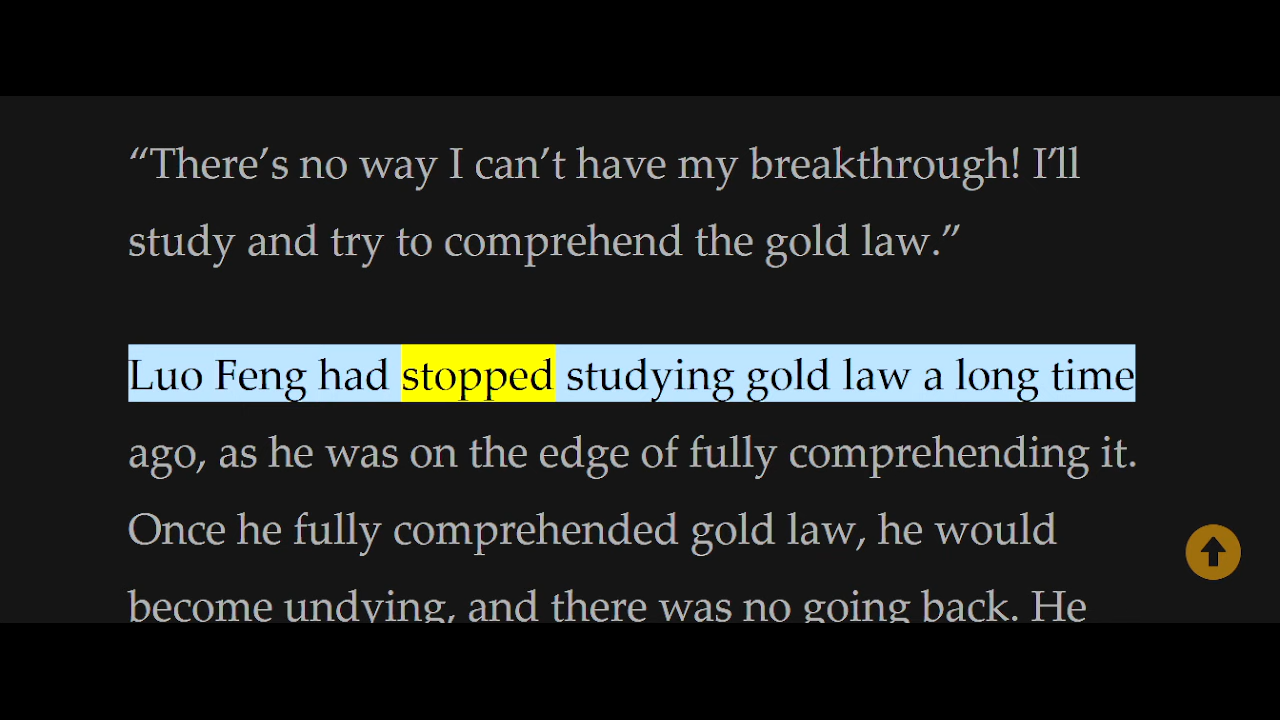 “There’s no way I can’t have my breakthrough! I’ll
study and try to comprehend the gold law.”
Luo Feng had stopped studying gold law a long time
ago, as he was on the edge of fully comprehending it.
Once he fully comprehended gold law, he would
become undying, and there was no going back. He